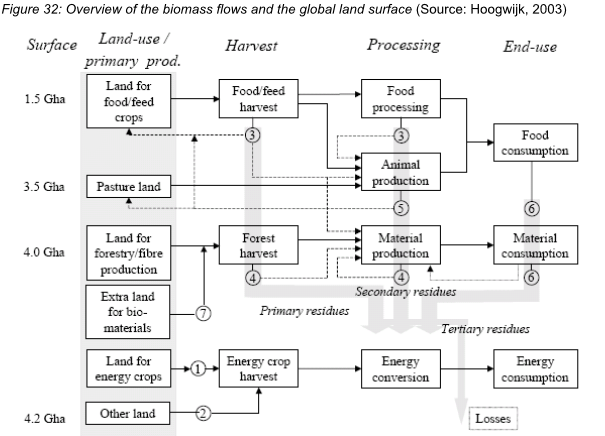 Figure 32: Overview of the biomass flows and the global land surface (Source: Hoogwijk, 2003)
Surface
Land-use /
primary prod.
Harvest
Processing
End-use
1.5 Gha
Land for
food/feed
crops
Food/feed
harvest
Food
processing
3
3
Food
consumption
Animal
production
3.5 Gha
Pasture land
5
6
4.0 Gha
Land for
forestry/fibre
production
Forest
harvest
Material
production
Material
consumption
4
4
6
Extra land
for bio-
materials
7
Primary residues
Secondary residues
Tertiary residues
Land for
energy crops
1
Energy crop
harvest
Energy
conversion
Energy
consumption
4.2 Gha
Other land
2
Losses